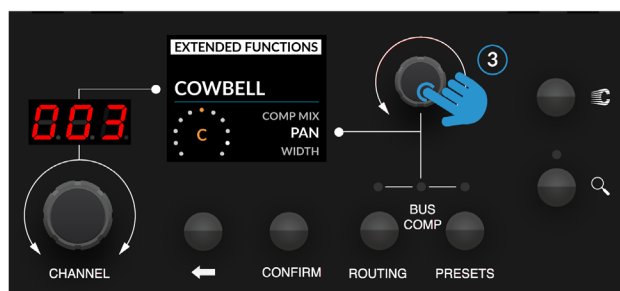 EXTENDED FUNCTIONS
3
COWBELL
003
COMP MIX
C
PAN
WIDTH
BUS
COMP
CHANNEL
CONFIRM
ROUTING
PRESETS